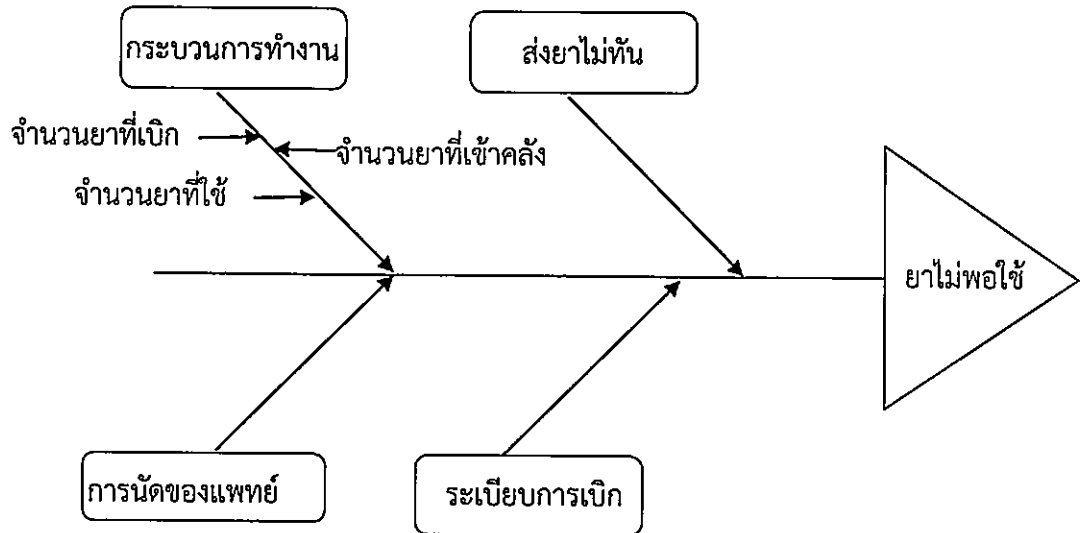 กระบวนการทำงาน
ส่งยาไม่ทัน
จำนวนยาที่เบิก
จำนวนยาที่เข้าคลัง
จำนวนยาที่ใช้
ยาไม่พอใช้
การนัดของแพทย์
ระเบียบการเบิก